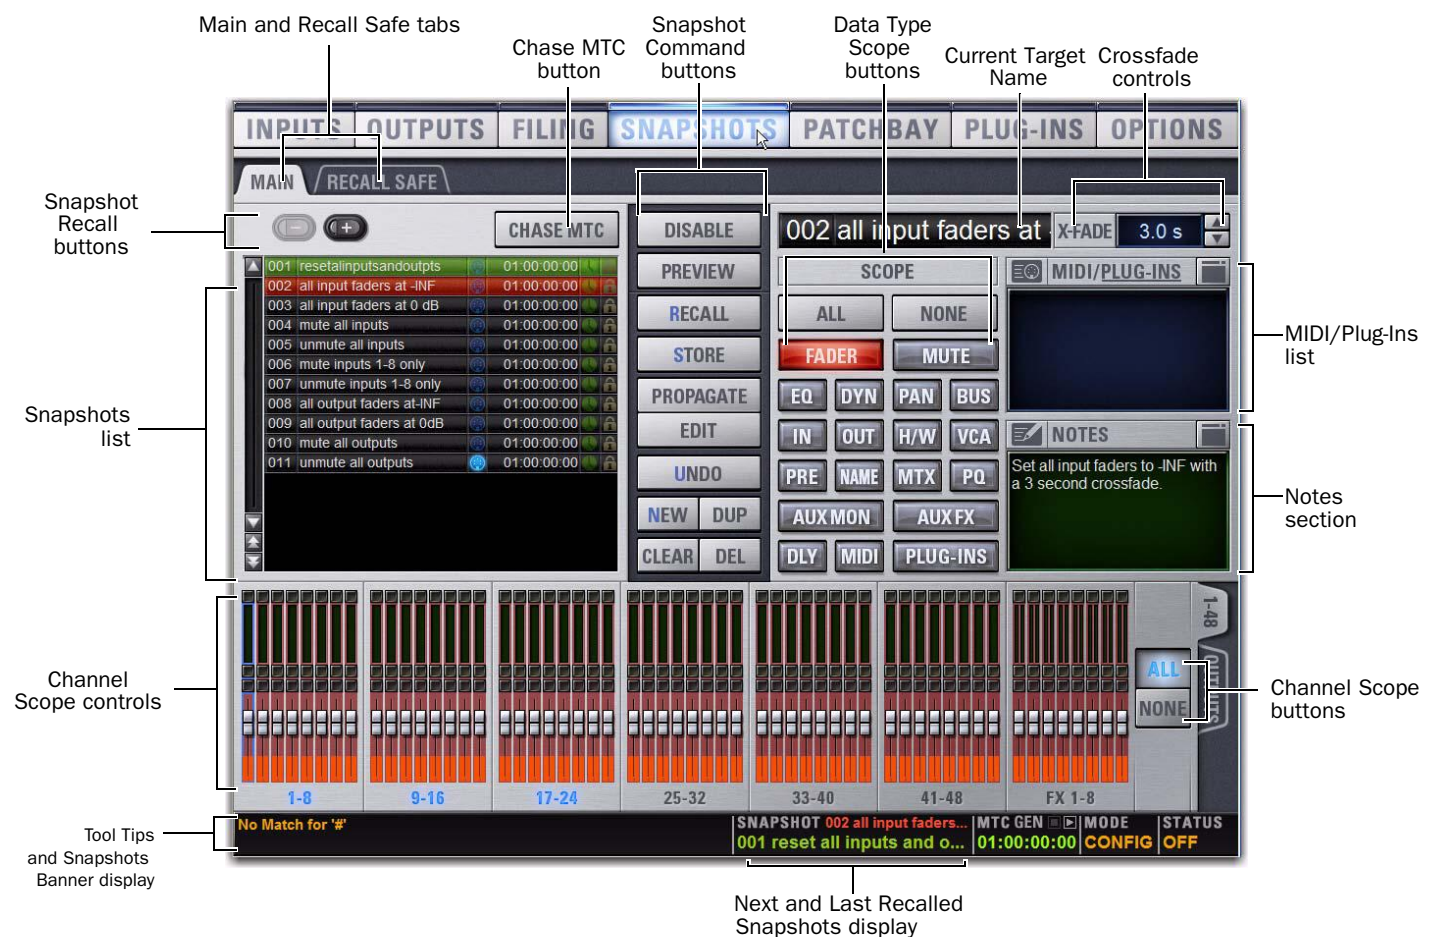 Main and Recall Safe tabs
Chase MTC
button
Snapshot
Command
buttons
Data Type
Scope
buttons
Current Target
Name
Crossfade
controls
INPUTS OUTPUTS FILING SNAPSHOTS PATCHBAY PLUG-INS OPTIONS
MAIN RECALL SAFE
Snapshot
Recall
buttons
CHASE MTC
DISABLE
002 all input faders at
X-FADE
3.0 s
001 resetalinputsandoutpts 01:00:00:00
002 all input faders at -INF 01:00:00:00
003 all input faders at 0 dB 01:00:00:00
004 mute all inputs 01:00:00:00
005 unmute all inputs 01:00:00:00
006 mute inputs 1-8 only 01:00:00:00
007 unmute inputs 1-8 only 01:00:00:00
008 all output faders at-INF 01:00:00:00
009 all output faders at 0dB 01:00:00:00
010 mute all outputs 01:00:00:00
011 unmute all outputs 01:00:00:00
Snapshots
list
PREVIEW
RECALL
STORE
PROPAGATE
EDIT
UNDO
NEW DUP
CLEAR DEL
SCOPE
ALL NONE
FADER MUTE
EQ DYN PAN BUS
IN OUT H/W VCA
PRE NAME MTX PQ
AUX MON AUX FX
DLY MIDI PLUG-INS
MIDI/PLUG-INS
MIDI/Plug-Ins
list
NOTES
Set all input faders to -INF with
a 3 second crossfade.
Notes
section
Channel
Scope controls
1-48
OUTPUTS
ALL
NONE
Channel Scope
buttons
1-8 9-16 17-24 25-32 33-40 41-48 FX 1-8
Tool Tips
and Snapshots
Banner display
No Match for '#'
SNAPSHOT 002 all input faders...
001 reset all inputs and o...
MTC GEN
01:00:00:00
MODE
CONFIG
STATUS
OFF
Next and Last Recalled
Snapshots display